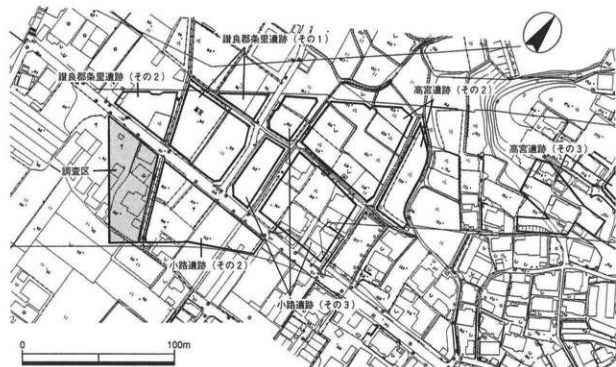 讃良郡条里遺跡（その１）
讃良郡条里遺跡（その２）
高宮遺跡（その２）
高宮遺跡（その３）
調査区
小路遺跡（その２）
小路遺跡（その３）
0
100m